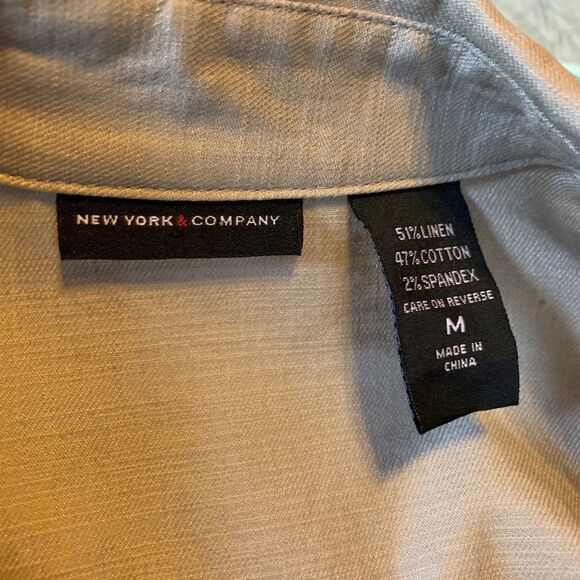 NEW YORK & COMPANY
51% LINEN
47% COTTON
2% SPANDEX
CARE ON REVERSE
M
MADE IN
CHINA